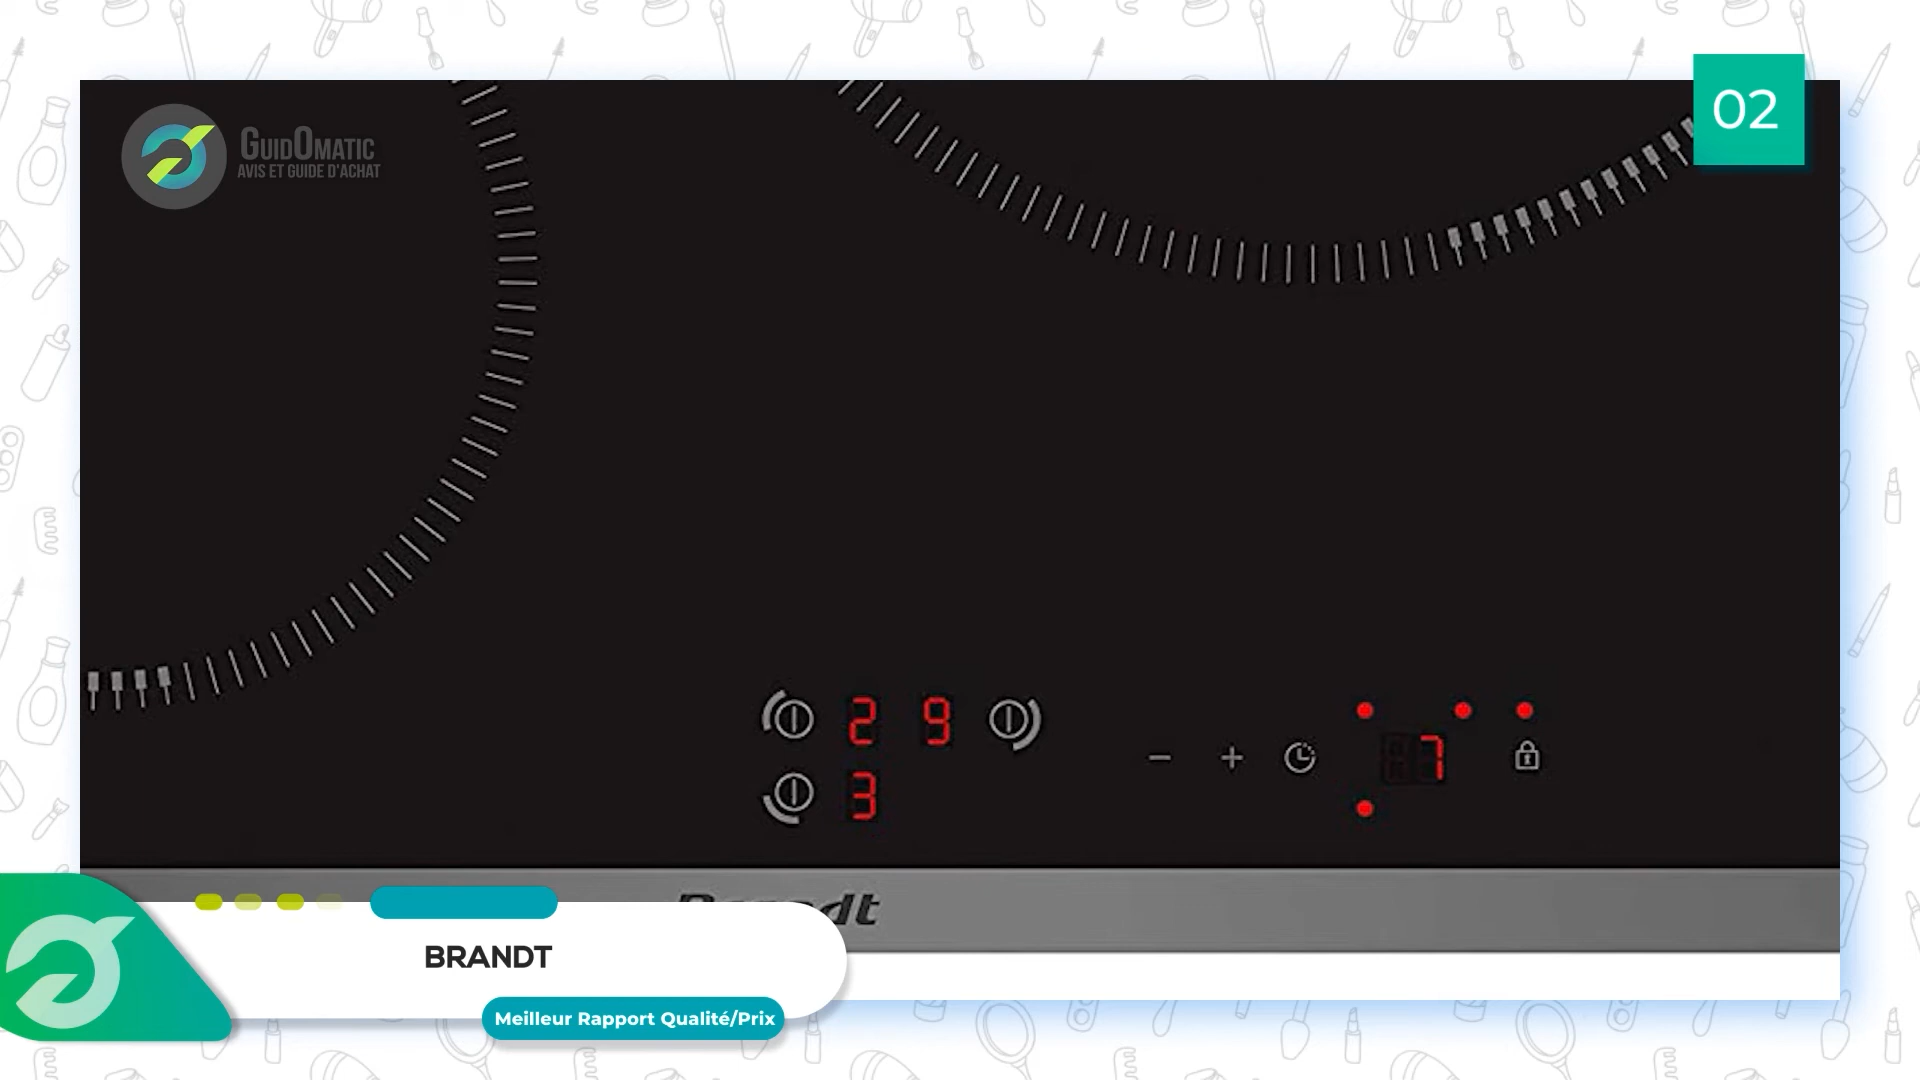 02
GUIDOMATIC
AVIS ET GUIDE D'ACHAT
2 9
3
− +
7
BRANDT
Meilleur Rapport Qualité/Prix